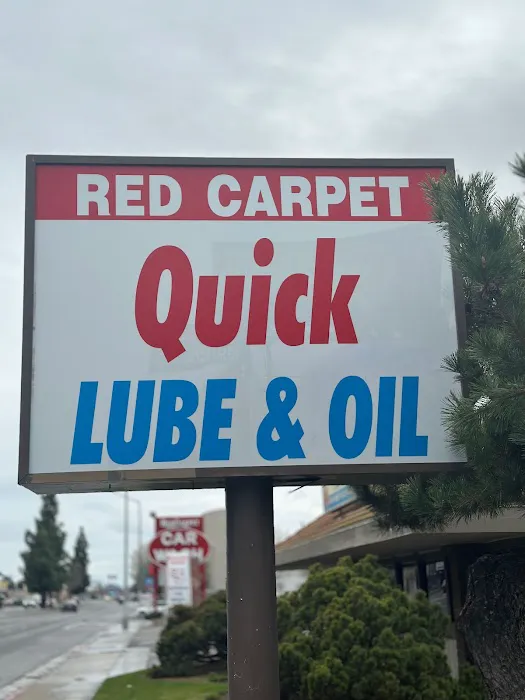 RED CARPET
Quick
LUBE & OIL
CAR